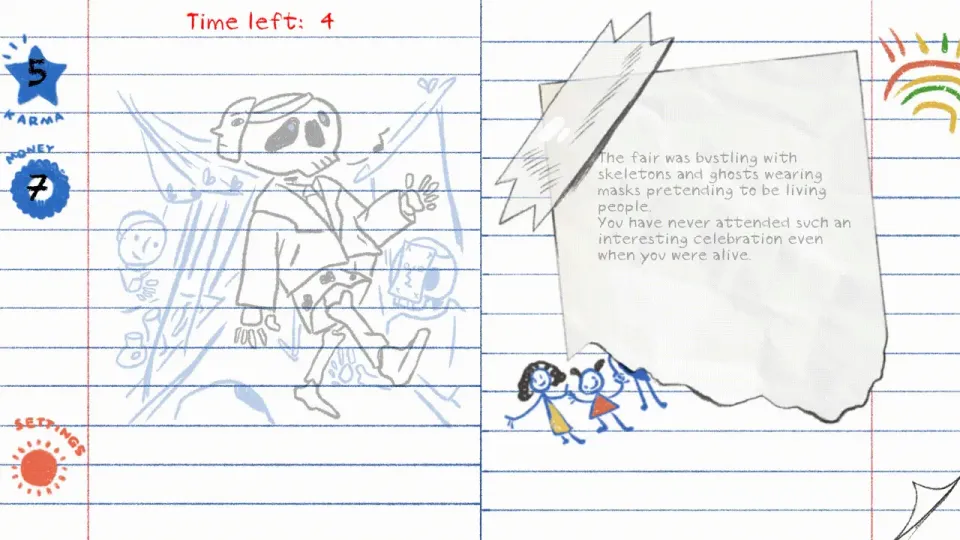 Time left: 4
5
KARMA
MONEY
7
SETTINGS
The fair was bustling with
skeletons and ghosts wearing
masks pretending to be living
people.
You have never attended such an
interesting celebration even
when you were alive.